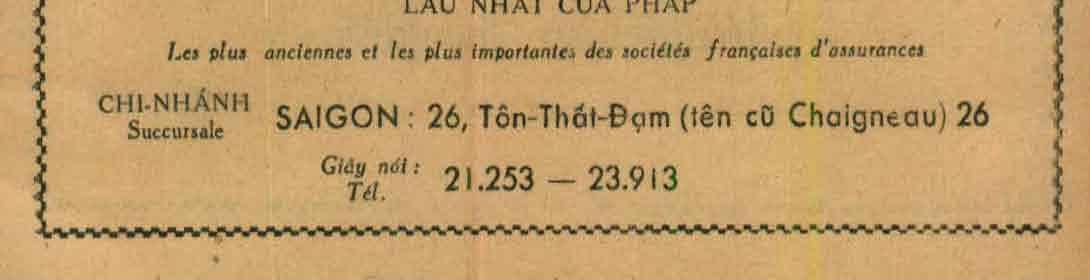 LÂU NHẤT CỦA PHÁP
Les plus anciennes et les plus importantes des sociétés françaises d'assurances
CHI-NHÁNH
Succursale
SAIGON : 26, Tôn-Thất-Đạm (tên cũ Chaigneau) 26
Giây nói :
Tél.
21.253 — 23.913